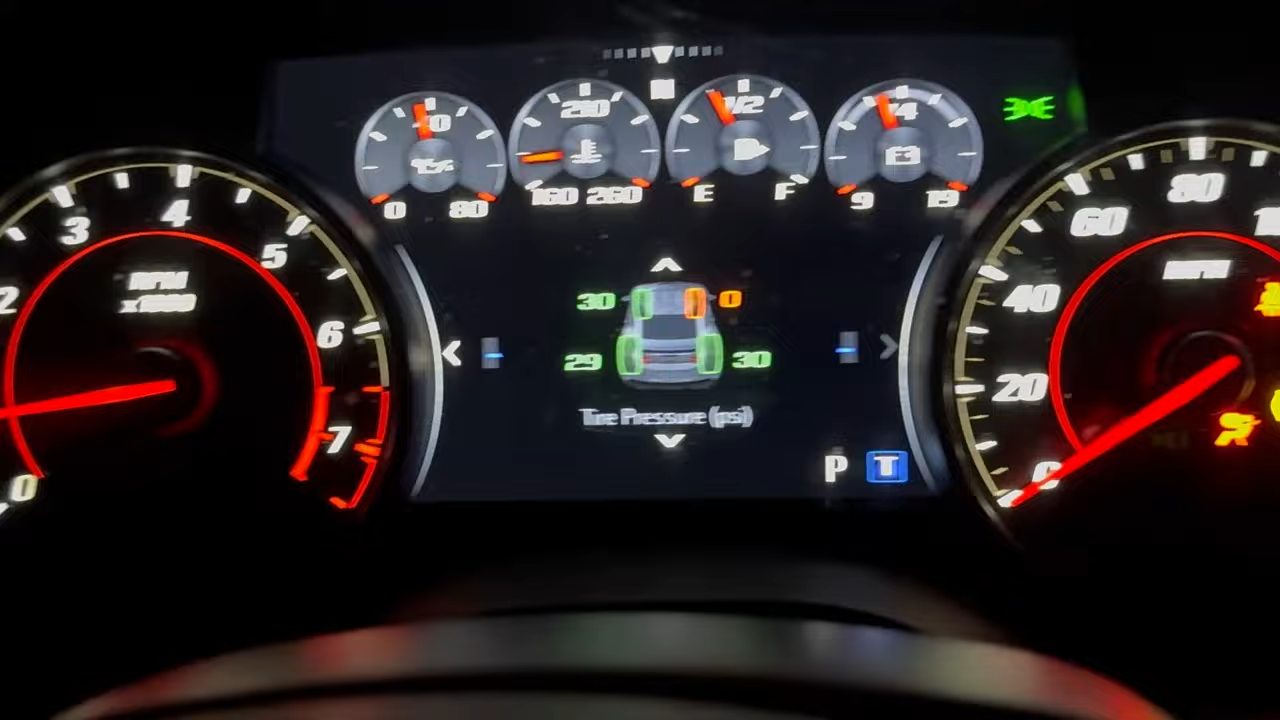 N
40
210
1/2
14
0 80
160 260
E F
9 19
2 3 4 5 6 7
RPM
x1000
0
30 0
29 30
Tire Pressure (psi)
P T
20 40 60 80
MPH